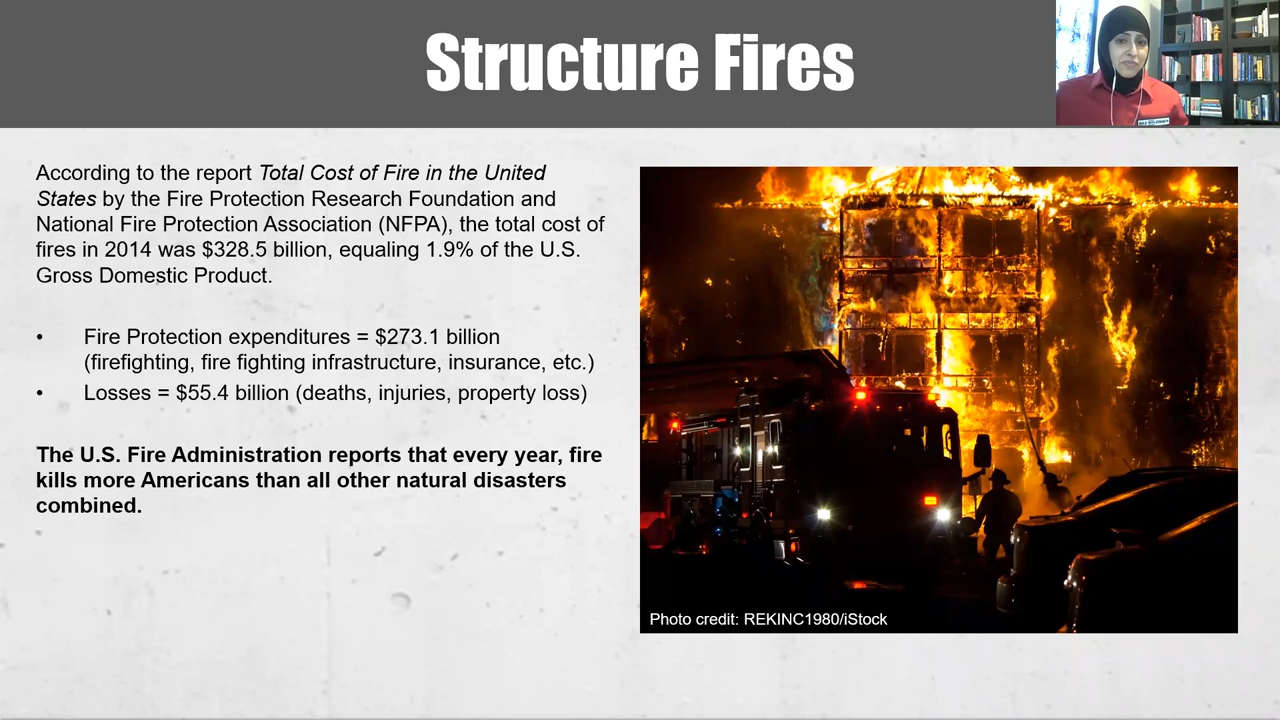 Structure Fires
According to the report Total Cost of Fire in the United
States by the Fire Protection Research Foundation and
National Fire Protection Association (NFPA), the total cost of
fires in 2014 was $328.5 billion, equaling 1.9% of the U.S.
Gross Domestic Product.
• Fire Protection expenditures = $273.1 billion
(firefighting, fire fighting infrastructure, insurance, etc.)
• Losses = $55.4 billion (deaths, injuries, property loss)
The U.S. Fire Administration reports that every year, fire
kills more Americans than all other natural disasters
combined.
Photo credit: REKINC1980/iStock